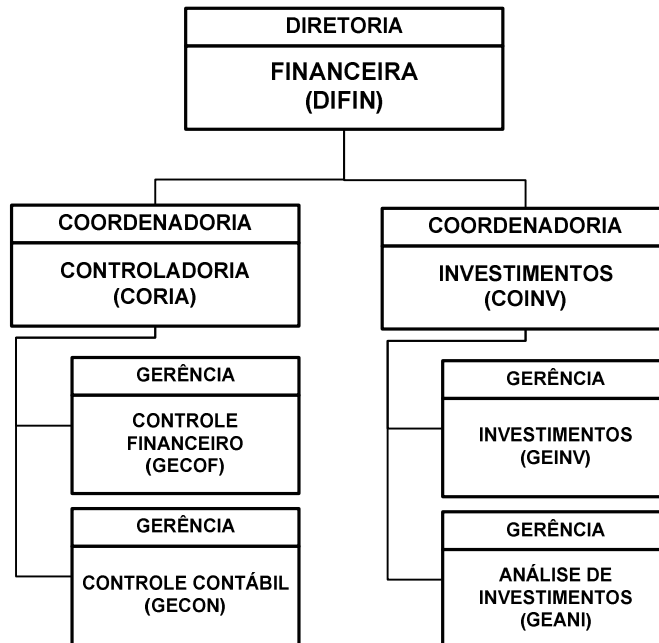 DIRETORIA
FINANCEIRA
(DIFIN)
COORDENADORIA
CONTROLADORIA
(CORIA)
COORDENADORIA
INVESTIMENTOS
(COINV)
GERÊNCIA
CONTROLE
FINANCEIRO
(GECOF)
GERÊNCIA
CONTROLE CONTÁBIL
(GECON)
GERÊNCIA
INVESTIMENTOS
(GEINV)
GERÊNCIA
ANÁLISE DE
INVESTIMENTOS
(GEANI)